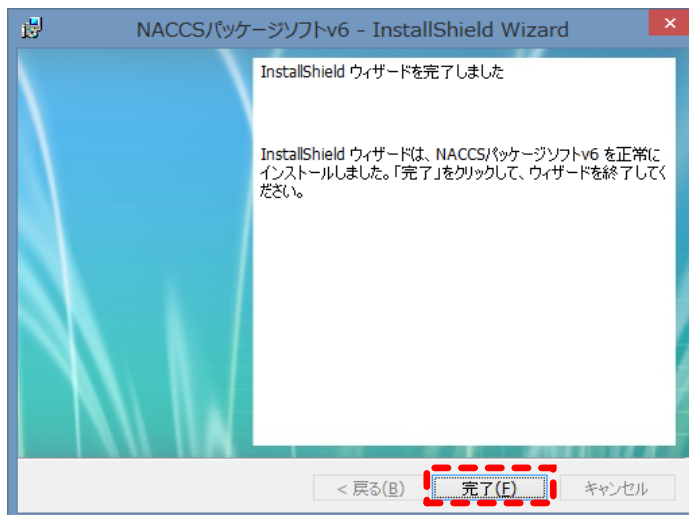 NACCSパッケージソフトv6 - InstallShield Wizard
InstallShield ウィザードを完了しました
InstallShield ウィザードは、NACCSパッケージソフトv6 を正常に
インストールしました。「完了」をクリックして、ウィザードを終了してく
ださい。
< 戻る(B) 完了(F) キャンセル